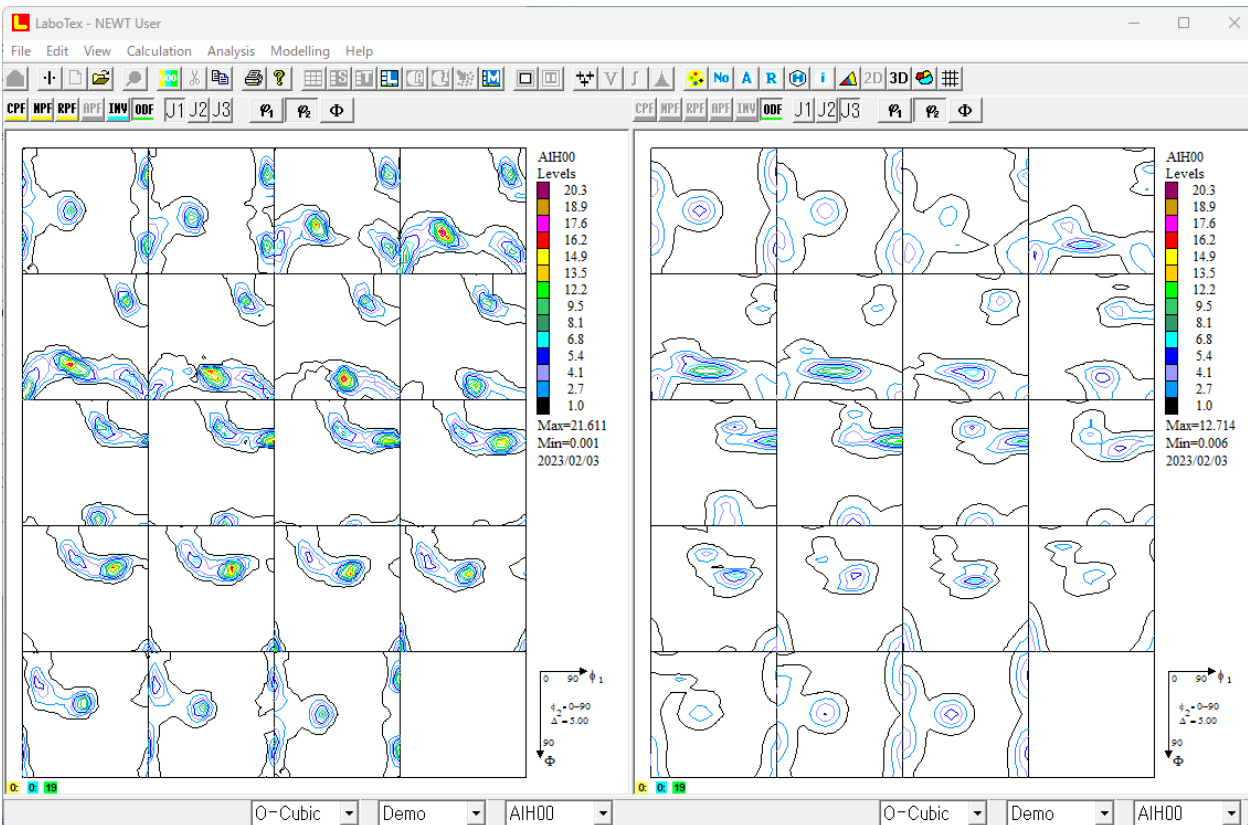 LaboTex - NEWT User
File Edit View Calculation Analysis Modelling Help
No A R H i 2D 3D
CPF NPF RPF APF INV ODF J1 J2 J3 φ1 φ2 Φ
CPF NPF RPF APF INV ODF J1 J2 J3 φ1 φ2 Φ
AlH00
Levels
20.3
18.9
17.6
16.2
14.9
13.5
12.2
9.5
8.1
6.8
5.4
4.1
2.7
1.0
Max=21.611
Min=0.001
2023/02/03
0 90 ϕ1
ϕ2=0-90
Δ=5.00
90
Φ
0: 0: 19
O-Cubic Demo AlH00
AlH00
Levels
20.3
18.9
17.6
16.2
14.9
13.5
12.2
9.5
8.1
6.8
5.4
4.1
2.7
1.0
Max=12.714
Min=0.006
2023/02/03
0 90 ϕ1
ϕ2=0-90
Δ=5.00
90
Φ
0: 0: 19
O-Cubic Demo AlH00